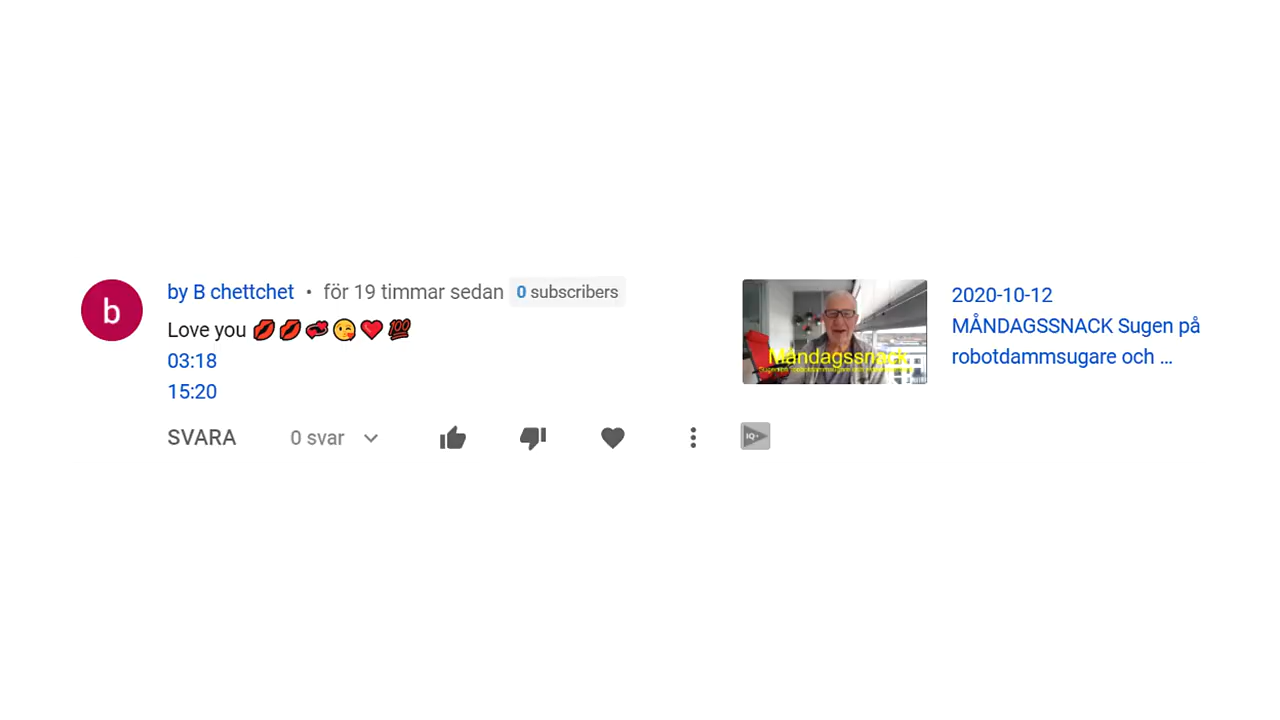 b
by B chettchet • för 19 timmar sedan 0 subscribers
Love you 💋💋💞😘❤️💯
03:18
15:20
SVARA 0 svar
IQ+
Måndagssnack
2020-10-12
MÅNDAGSSNACK Sugen på
robotdammsugare och ...